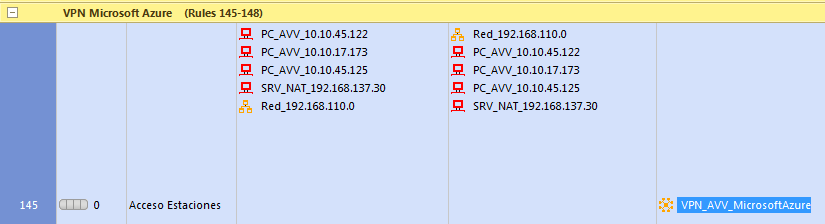 VPN Microsoft Azure (Rules 145-148)
PC_AVV_10.10.45.122 Red_192.168.110.0
PC_AVV_10.10.17.173 PC_AVV_10.10.45.122
PC_AVV_10.10.45.125 PC_AVV_10.10.17.173
SRV_NAT_192.168.137.30 PC_AVV_10.10.45.125
Red_192.168.110.0 SRV_NAT_192.168.137.30
145 0 Acceso Estaciones VPN_AVV_MicrosoftAzure